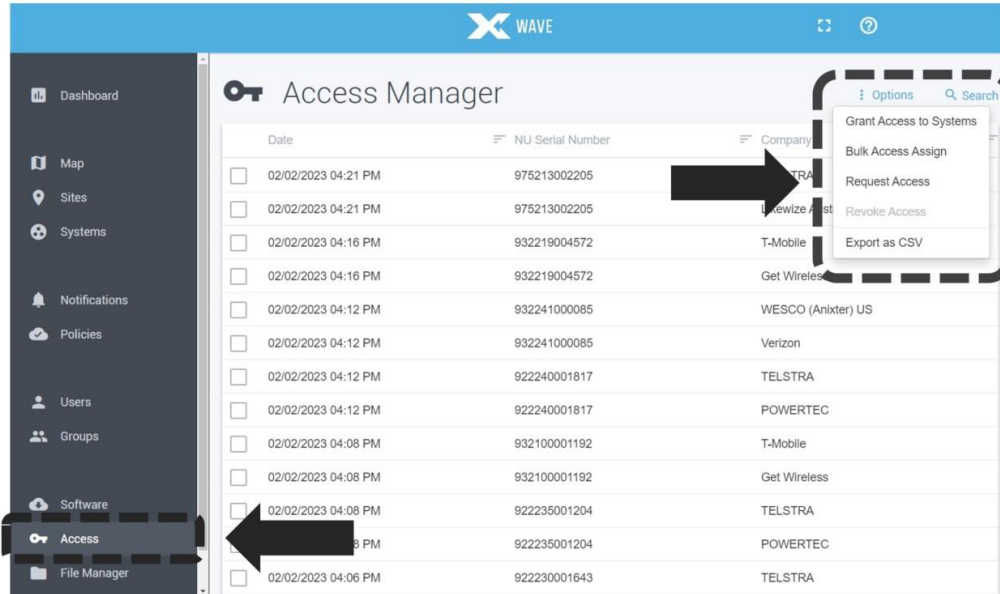 WAVE
Dashboard
Map
Sites
Systems
Notifications
Policies
Users
Groups
Software
Access
File Manager
Access Manager
Options Search
Grant Access to Systems
Bulk Access Assign
Request Access
Revoke Access
Export as CSV
Date NU Serial Number Company
02/02/2023 04:21 PM 975213002205
02/02/2023 04:21 PM 975213002205
02/02/2023 04:16 PM 932219004572 T-Mobile
02/02/2023 04:16 PM 932219004572 Get
02/02/2023 04:12 PM 932241000085 WESCO (Anixter) US
02/02/2023 04:12 PM 932241000085 Verizon
02/02/2023 04:12 PM 922240001817 TELSTRA
02/02/2023 04:12 PM 922240001817 POWERTEC
02/02/2023 04:08 PM 932100001192 T-Mobile
02/02/2023 04:08 PM 932100001192 Get Wireless
02/02/2023 04:08 PM 922235001204 TELSTRA
PM 922235001204 POWERTEC
02/02/2023 04:06 PM 922230001643 TELSTRA